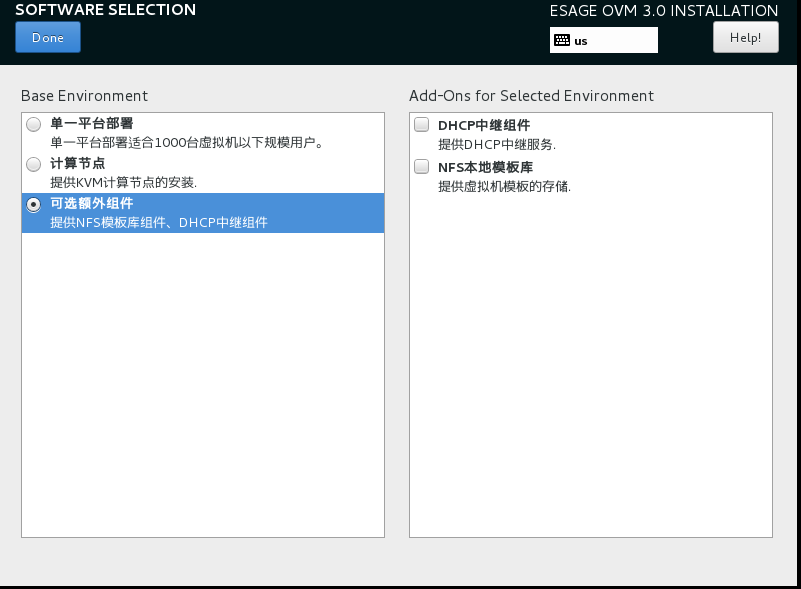 SOFTWARE SELECTION
ESAGE OVM 3.0 INSTALLATION
Done
us
Help!
Base Environment
单一平台部署
单一平台部署适合1000台虚拟机以下规模用户。
计算节点
提供KVM计算节点的安装.
可选额外组件
提供NFS模板库组件、DHCP中继组件
Add-Ons for Selected Environment
DHCP中继组件
提供DHCP中继服务.
NFS本地模板库
提供虚拟机模板的存储.